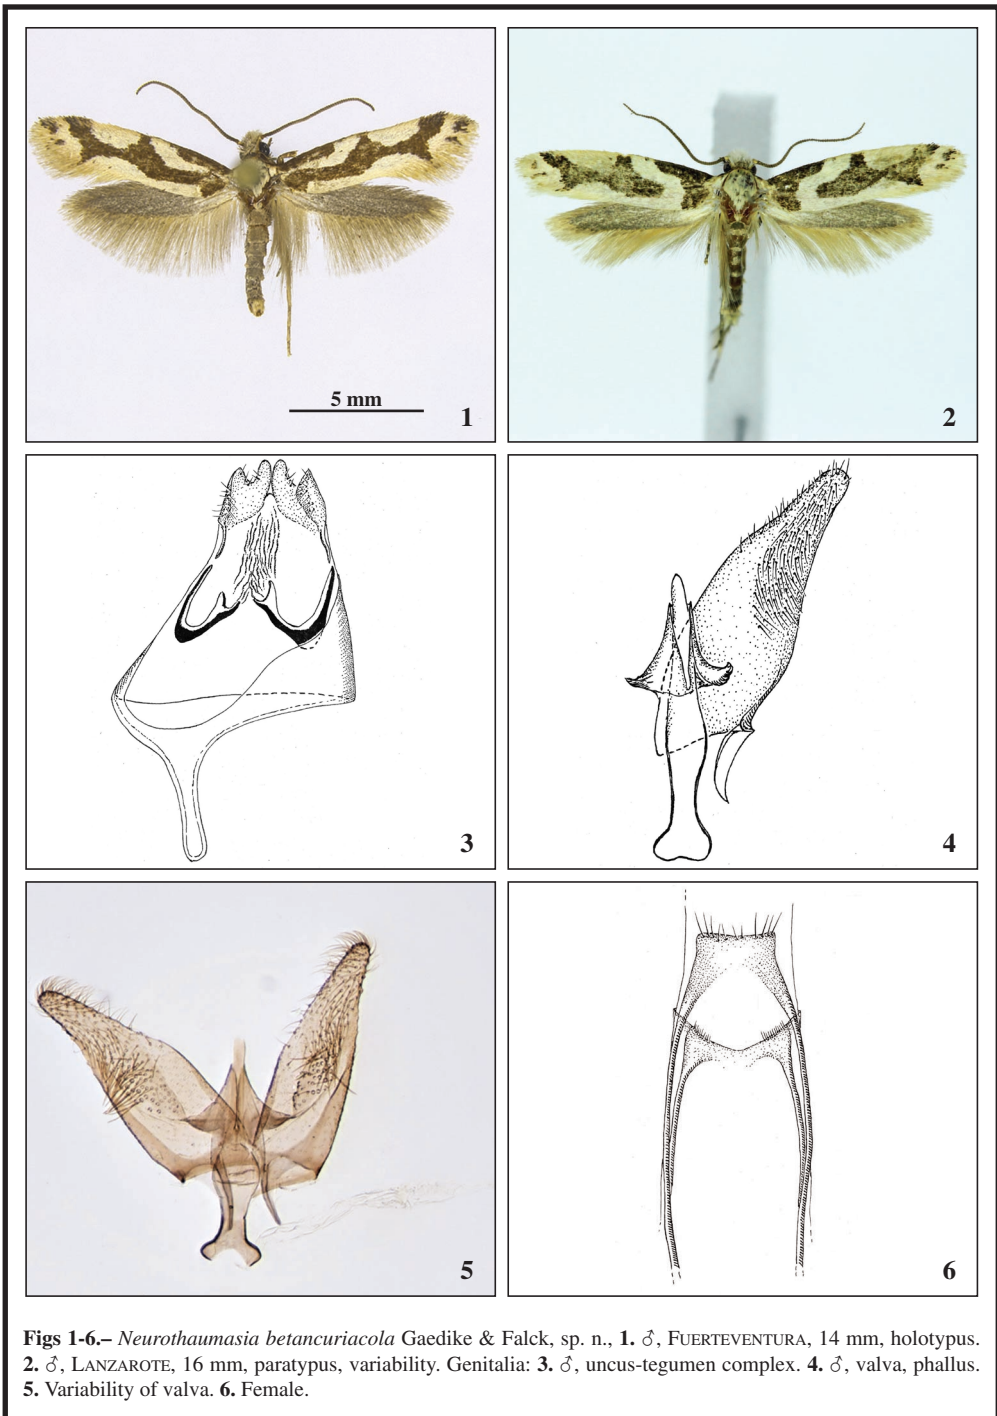 5 mm
1
2
3
4
5
6
Figs 1-6.– Neurothaumasia betancuriacola Gaedike & Falck, sp. n., 1. ♂, FUERTEVENTURA, 14 mm, holotypus.
2. ♂, LANZAROTE, 16 mm, paratypus, variability. Genitalia: 3. ♂, uncus-tegumen complex. 4. ♂, valva, phallus.
5. Variability of valva. 6. Female.